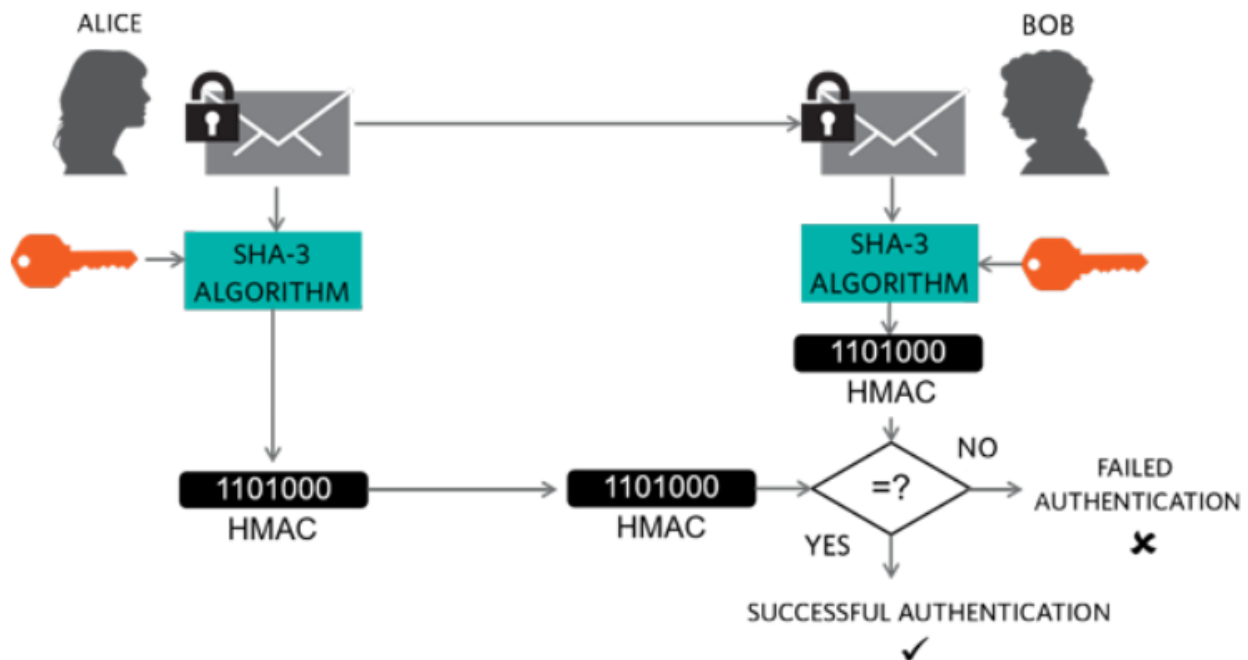 ALICE
BOB
SHA-3
ALGORITHM
SHA-3
ALGORITHM
1101000
HMAC
1101000
HMAC
1101000
HMAC
=?
NO
YES
FAILED
AUTHENTICATION
SUCCESSFUL AUTHENTICATION